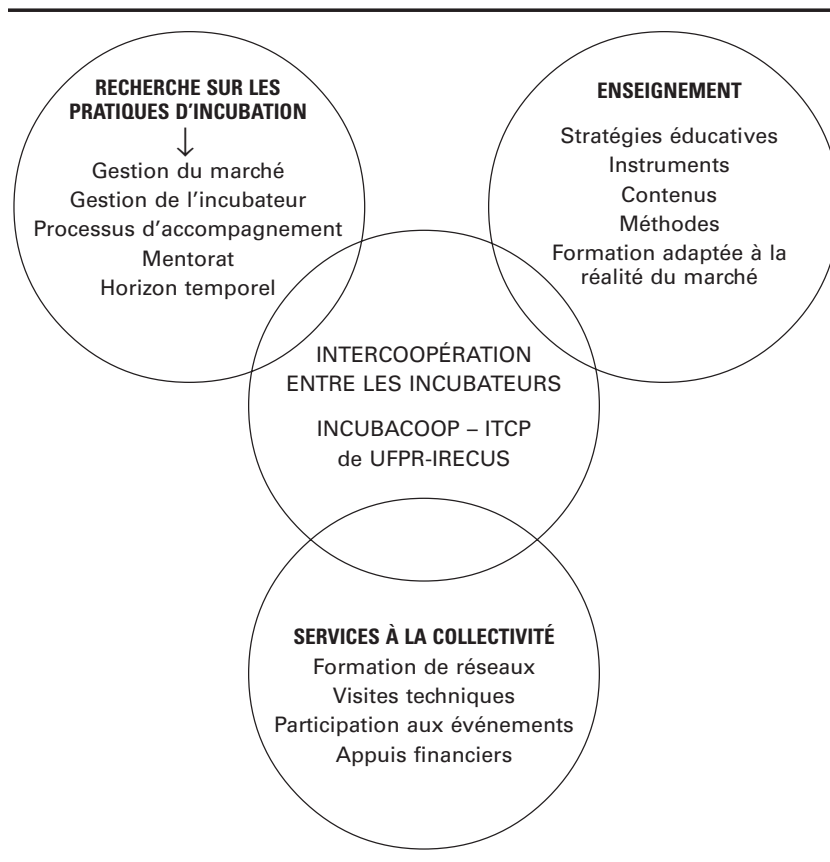 RECHERCHE SUR LES
PRATIQUES D'INCUBATION
Gestion du marché
Gestion de l'incubateur
Processus d'accompagnement
Mentorat
Horizon temporel
ENSEIGNEMENT
Stratégies éducatives
Instruments
Contenus
Méthodes
Formation adaptée à la
réalité du marché
INTERCOOPÉRATION
ENTRE LES INCUBATEURS
INCUBACOOP – ITCP
de UFPR-IRECUS
SERVICES À LA COLLECTIVITÉ
Formation de réseaux
Visites techniques
Participation aux événements
Appuis financiers